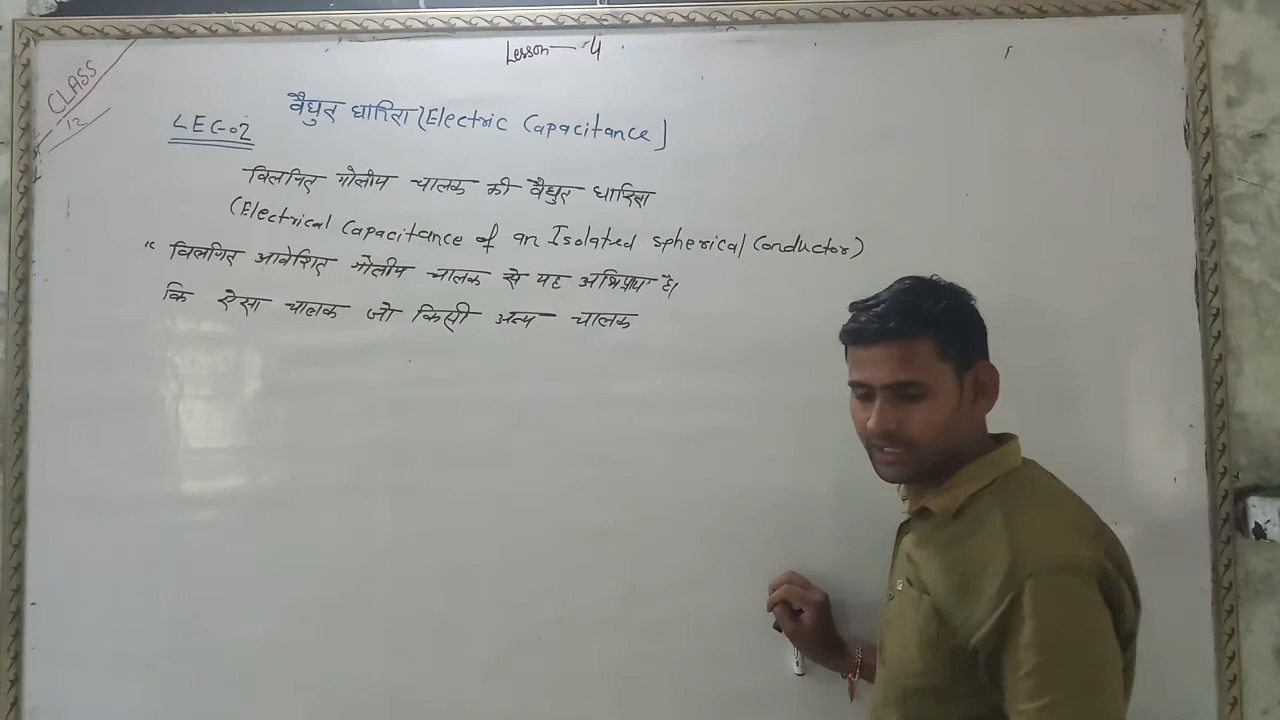 Lesson — 4
CLASS
12
वैद्युत धारिता (Electric Capacitance)
LEC-02
विलगित गोलीय चालक की वैद्युत धारिता
(Electrical Capacitance of an Isolated Spherical Conductor)
" विलगित आवेशित गोलीय चालक से यह अभिप्राय है।
कि ऐसा चालक जो किसी अन्य चालक